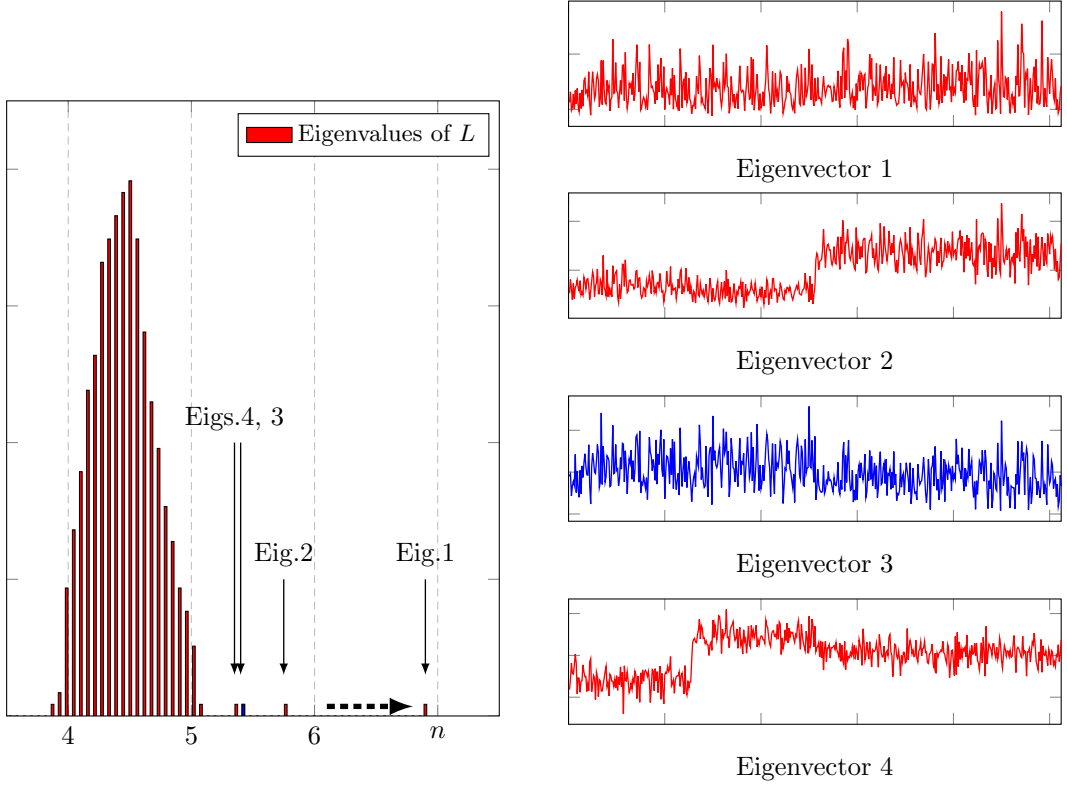 Eigenvalues of L
Eigs.4, 3
Eig.2
Eig.1
4
5
6
n
Eigenvector 1
Eigenvector 2
Eigenvector 3
Eigenvector 4